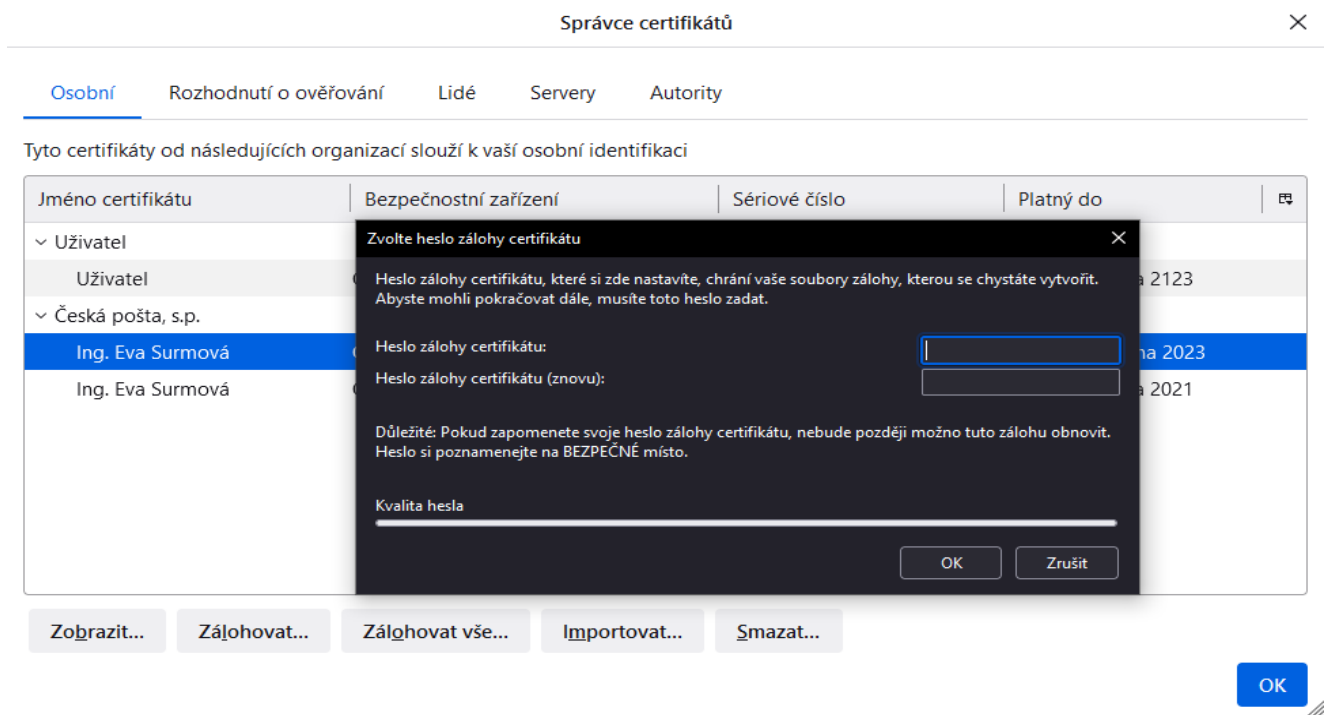 Správce certifikátů
Osobní Rozhodnutí o ověřování Lidé Servery Autority
Tyto certifikáty od následujících organizací slouží k vaší osobní identifikaci
Jméno certifikátu Bezpečnostní zařízení Sériové číslo Platný do
Uživatel
Uživatel 2123
Česká pošta, s.p.
Ing. Eva Surmová 2023
Ing. Eva Surmová 2021
Zvolte heslo zálohy certifikátu
Heslo zálohy certifikátu, které si zde nastavíte, chrání vaše soubory zálohy, kterou se chystáte vytvořit.
Abyste mohli pokračovat dále, musíte toto heslo zadat.
Heslo zálohy certifikátu:
Heslo zálohy certifikátu (znovu):
Důležité: Pokud zapomenete svoje heslo zálohy certifikátu, nebude později možno tuto zálohu obnovit.
Heslo si poznamenejte na BEZPEČNÉ místo.
Kvalita hesla
OK Zrušit
Zobrazit... Zálohovat... Zálohovat vše... Importovat... Smazat...
OK